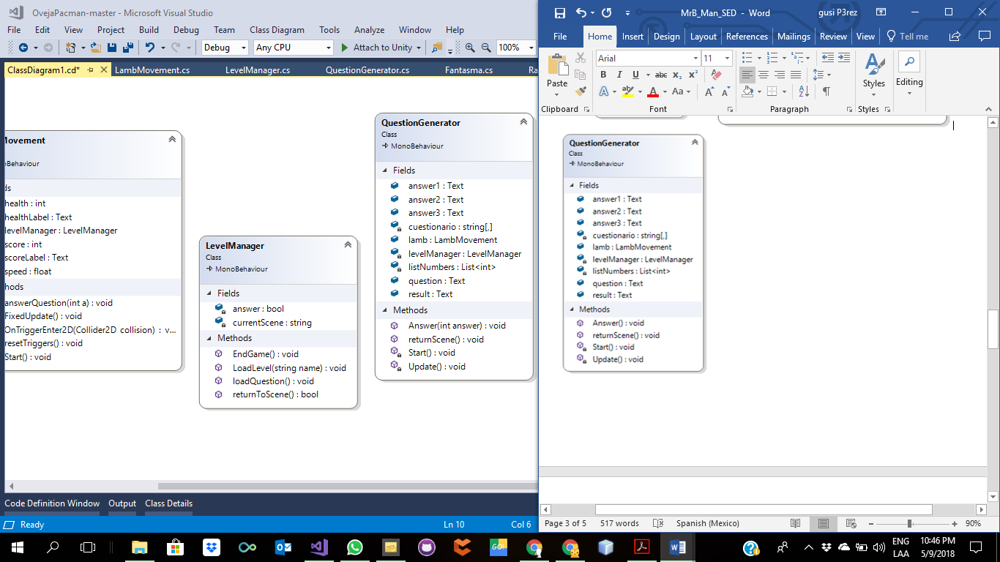 OvejaPacman-master - Microsoft Visual Studio
File Edit View Project Build Debug Team Class Diagram Tools Analyze Window Help
Debug Any CPU Attach to Unity 100%
ClassDiagram1.cd* LambMovement.cs LevelManager.cs QuestionGenerator.cs Fantasma.cs Ra
Movement
noBehaviour
ds
health : int
healthLabel : Text
levelManager : LevelManager
score : int
scoreLabel : Text
speed : float
hods
answerQuestion(int a) : void
FixedUpdate() : void
OnTriggerEnter2D(Collider2D collision) : v...
resetTriggers() : void
Start() : void
LevelManager
Class
MonoBehaviour
Fields
answer : bool
currentScene : string
Methods
EndGame() : void
LoadLevel(string name) : void
loadQuestion() : void
returnToScene() : bool
QuestionGenerator
Class
MonoBehaviour
Fields
answer1 : Text
answer2 : Text
answer3 : Text
cuestionario : string[,]
lamb : LambMovement
levelManager : LevelManager
listNumbers : List<int>
question : Text
result : Text
Methods
Answer(int answer) : void
returnScene() : void
Start() : void
Update() : void
Code Definition Window Output Class Details
Ready Ln 10 Col 6
MrB_Man_SED - Word gusi P3rez
File Home Insert Design Layout References Mailings Review View Tell me
Paste Arial 11 Styles Editing
B I U abc x₂ x² A ab A Aa A A
Clipboard Font Paragraph Styles
QuestionGenerator
Class
MonoBehaviour
Fields
answer1 : Text
answer2 : Text
answer3 : Text
cuestionario : string[,]
lamb : LambMovement
levelManager : LevelManager
listNumbers : List<int>
question : Text
result : Text
Methods
Answer() : void
returnScene() : void
Start() : void
Update() : void
Page 3 of 5 517 words Spanish (Mexico) 90%
GO
ENG 10:46 PM
LAA 5/9/2018